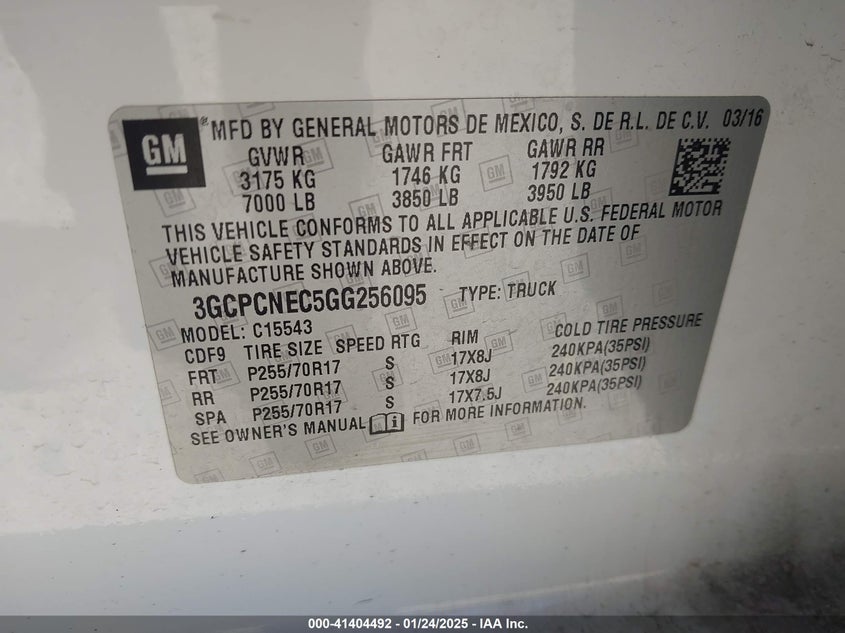 GM
®MFD BY GENERAL MOTORS DE MEXICO, S. DE R.L. DE C.V. 03/16
GVWR GAWR FRT GAWR RR
3175 KG 1746 KG 1792 KG
7000 LB 3850 LB 3950 LB
THIS VEHICLE CONFORMS TO ALL APPLICABLE U.S. FEDERAL MOTOR
VEHICLE SAFETY STANDARDS IN EFFECT ON THE DATE OF
MANUFACTURE SHOWN ABOVE.
3GCPCNEC5GG256095 TYPE: TRUCK
MODEL: C15543
CDF9 TIRE SIZE SPEED RTG RIM COLD TIRE PRESSURE
FRT P255/70R17 S 17X8J 240KPA(35PSI)
RR P255/70R17 S 17X8J 240KPA(35PSI)
SPA P255/70R17 S 17X7.5J 240KPA(35PSI)
SEE OWNER'S MANUAL FOR MORE INFORMATION.
000-41404492 - 01/24/2025 - IAA Inc.